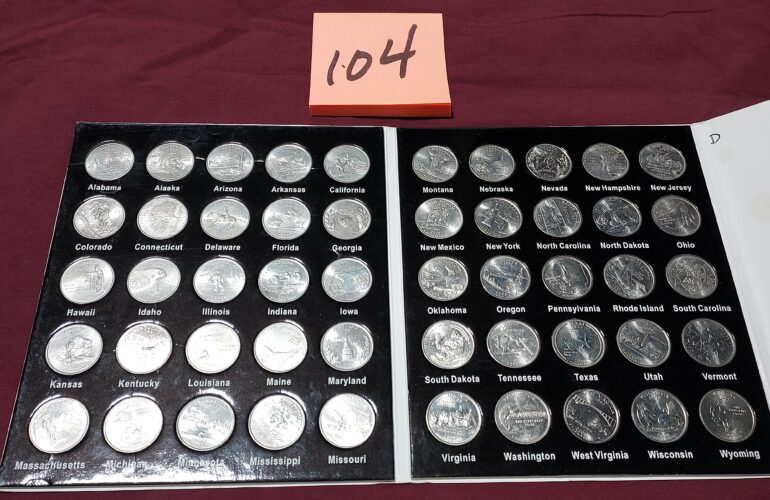 104
D
Alabama Alaska Arizona Arkansas California
Colorado Connecticut Delaware Florida Georgia
Hawaii Idaho Illinois Indiana Iowa
Kansas Kentucky Louisiana Maine Maryland
Massachusetts Michigan Minnesota Mississippi Missouri
Montana Nebraska Nevada New Hampshire New Jersey
New Mexico New York North Carolina North Dakota Ohio
Oklahoma Oregon Pennsylvania Rhode Island South Carolina
South Dakota Tennessee Texas Utah Vermont
Virginia Washington West Virginia Wisconsin Wyoming